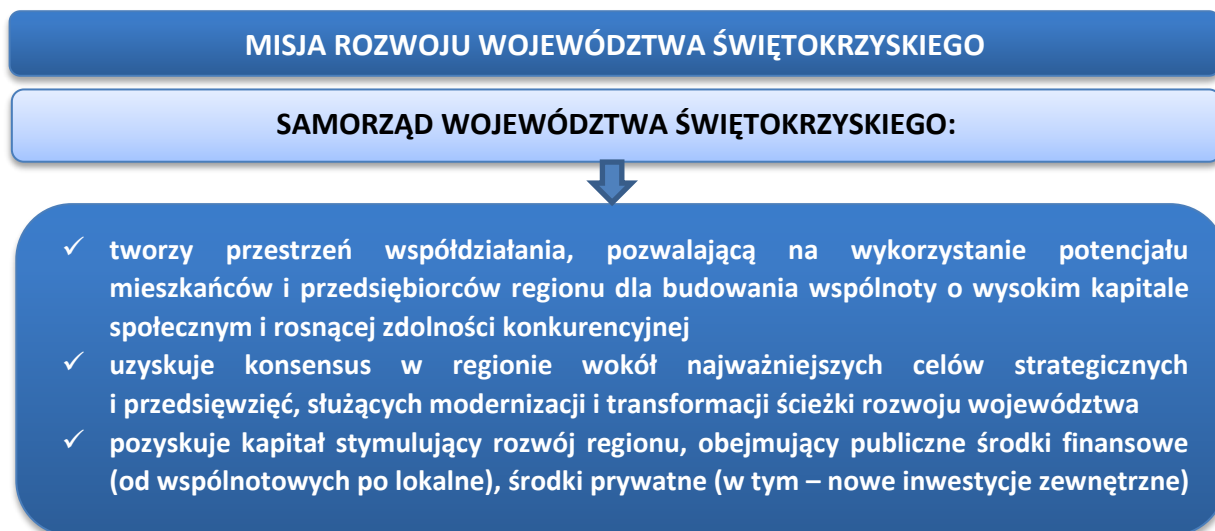 MISJA ROZWOJU WOJEWÓDZTWA ŚWIĘTOKRZYSKIEGO
SAMORZĄD WOJEWÓDZTWA ŚWIĘTOKRZYSKIEGO:
✓ tworzy przestrzeń współdziałania, pozwalającą na wykorzystanie potencjału
mieszkańców i przedsiębiorców regionu dla budowania wspólnoty o wysokim kapitale
społecznym i rosnącej zdolności konkurencyjnej
✓ uzyskuje konsensus w regionie wokół najważniejszych celów strategicznych
i przedsięwzięć, służących modernizacji i transformacji ścieżki rozwoju województwa
✓ pozyskuje kapitał stymulujący rozwój regionu, obejmujący publiczne środki finansowe
(od wspólnotowych po lokalne), środki prywatne (w tym – nowe inwestycje zewnętrzne)